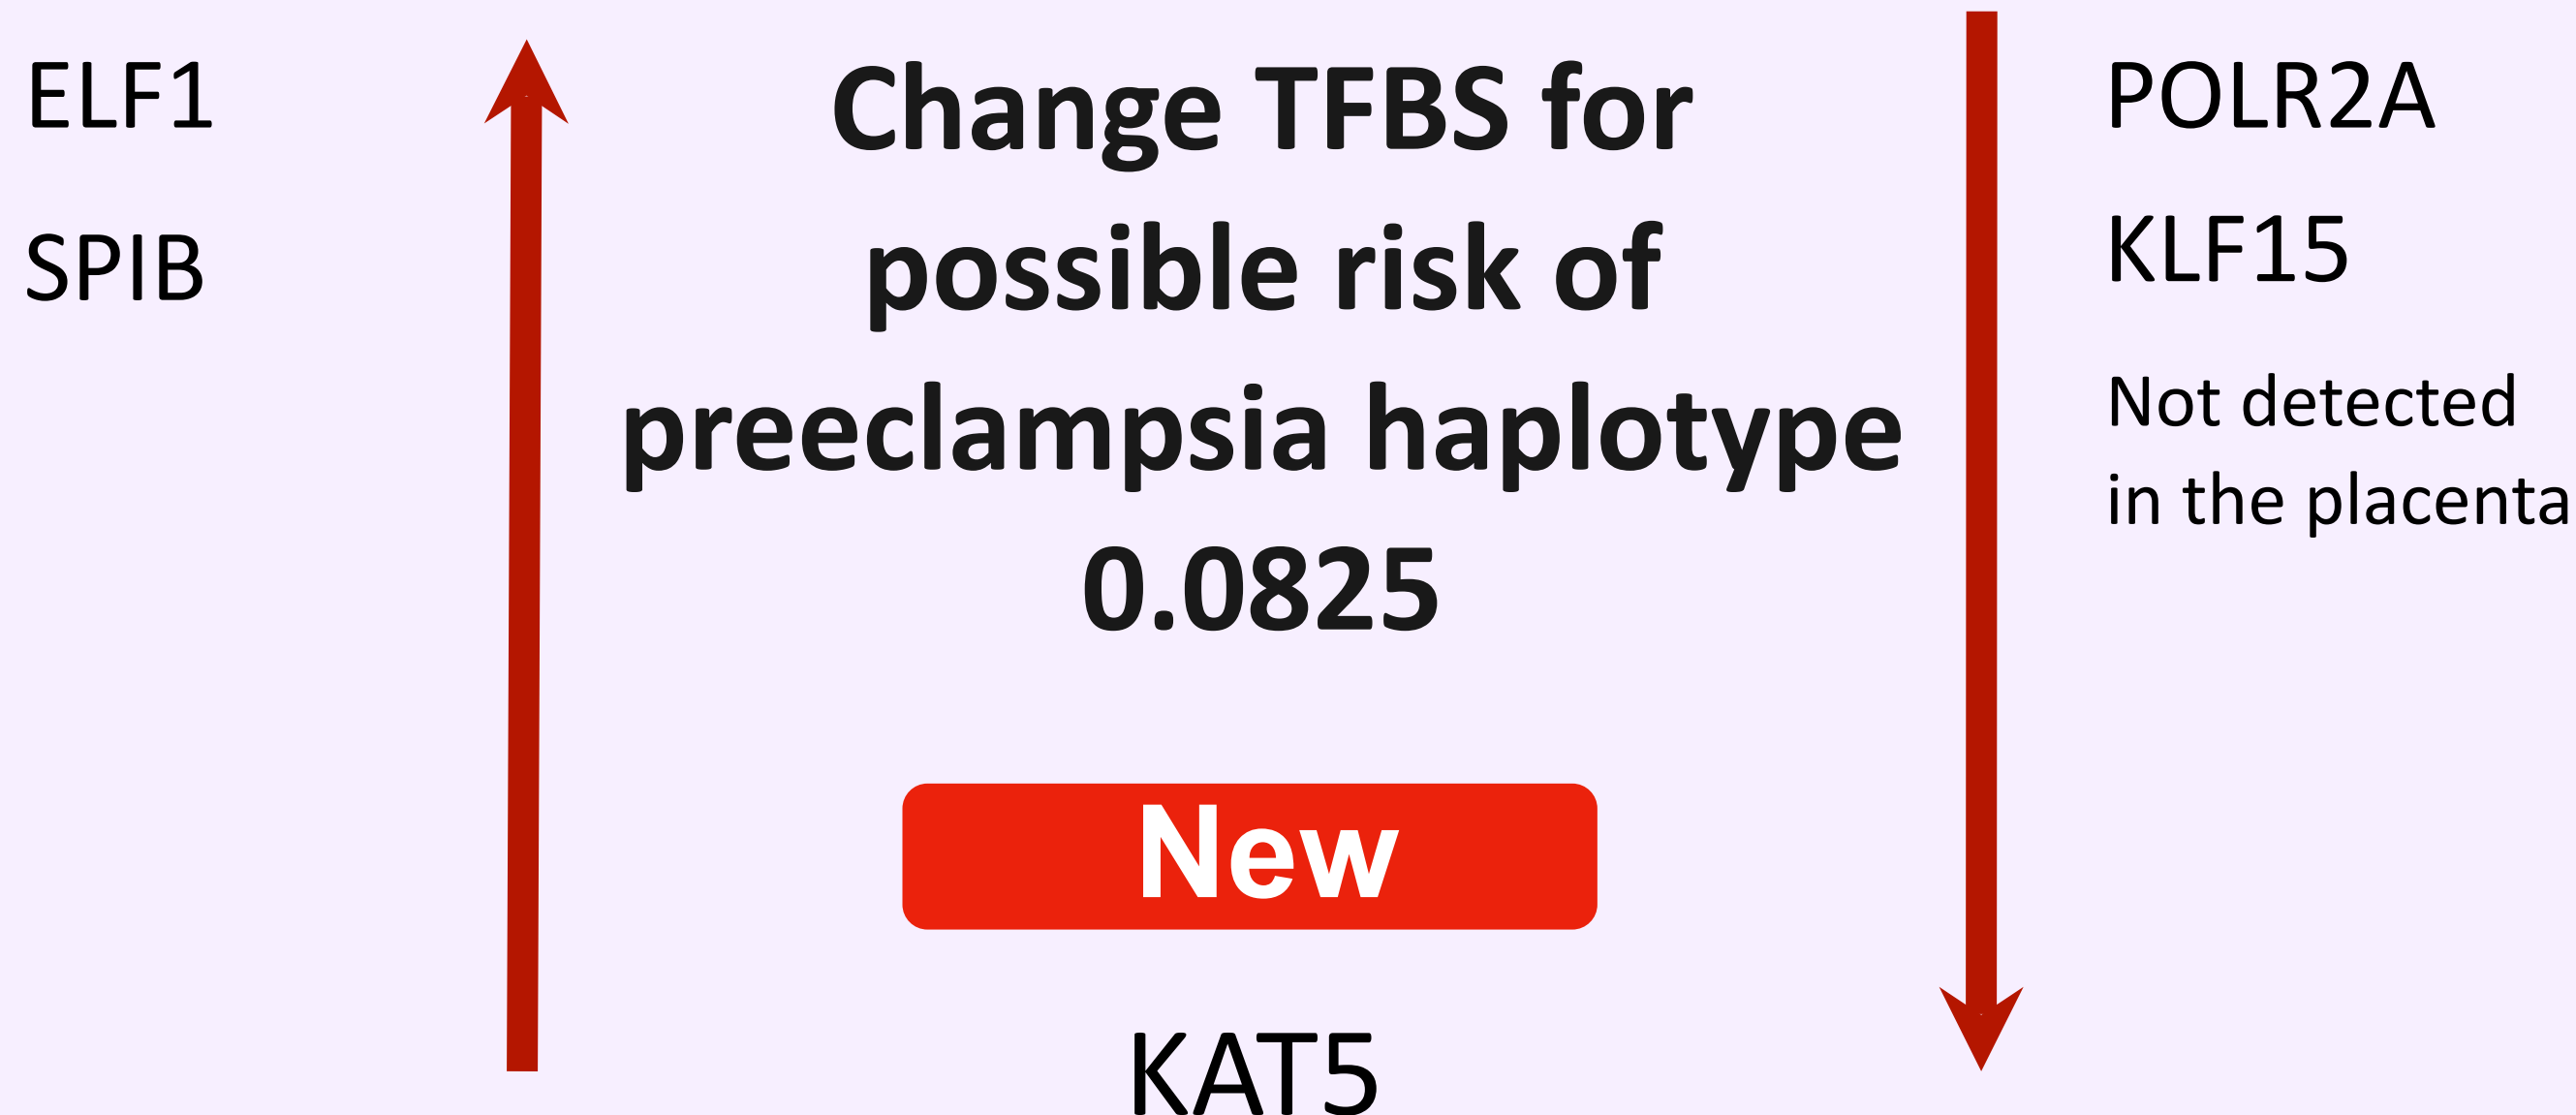 ELF1
SPIB
Change TFBS for
possible risk of
preeclampsia haplotype
0.0825
New
KAT5
POLR2A
KLF15
Not detected
in the placenta